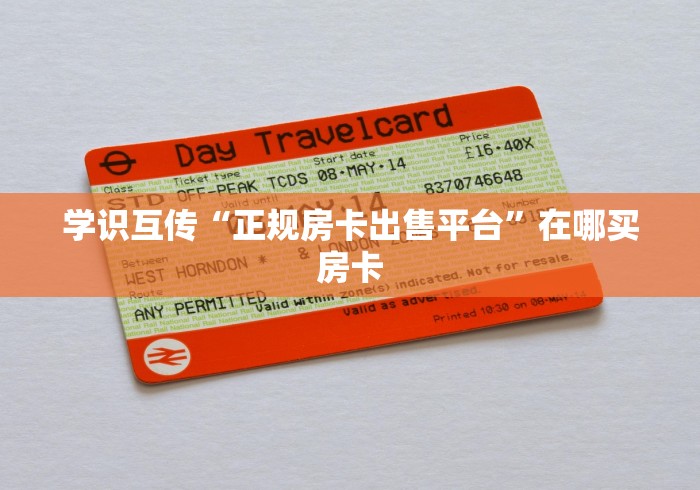 Day Travelcard
Class Ticket type Start date Price
STD OFF-PEAK TCDS 08·MAY·14 £16·40X
Valid until Number
8370746648
学识互传“正规房卡出售平台”在哪买
房卡
Between
WEST HORNDON * & LONDON
Route
ANY PERMITTED Valid within zone(s) indicated. Not for resale.
Valid as advertised.
Printed 10:30 on 08·MAY·14